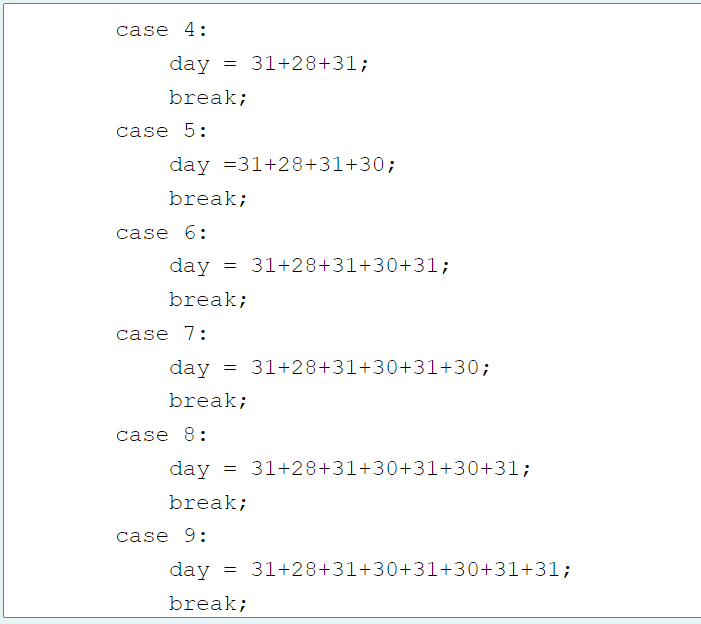 case 4:
day = 31+28+31;
break;
case 5:
day =31+28+31+30;
break;
case 6:
day = 31+28+31+30+31;
break;
case 7:
day = 31+28+31+30+31+30;
break;
case 8:
day = 31+28+31+30+31+30+31;
break;
case 9:
day = 31+28+31+30+31+30+31+31;
break;